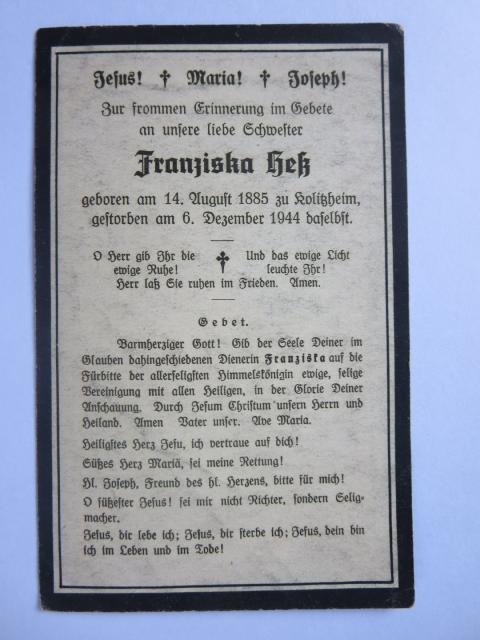 Jesus! † Maria! † Joseph!
Zur frommen Erinnerung im Gebete
an unsere liebe Schwester
Franziska Heß
geboren am 14. August 1885 zu Kolitzheim,
gestorben am 6. Dezember 1944 daselbst.
O Herr gib Ihr die
ewige Ruhe!
†
Und das ewige Licht
leuchte Ihr!
Herr laß Sie ruhen im Frieden. Amen.
Gebet.
Barmherziger Gott! Gib der Seele Deiner im
Glauben dahingeschiedenen Dienerin Franziska auf die
Fürbitte der allerseligsten Himmelskönigin ewige, selige
Vereinigung mit allen Heiligen, in der Glorie Deiner
Anschauung. Durch Jesum Christum unsern Herrn und
Heiland. Amen Vater unser. Ave Maria.
Heiligstes Herz Jesu, ich vertraue auf dich!
Süßes Herz Mariä, sei meine Rettung!
Hl. Joseph, Freund des hl. Herzens, bitte für mich!
O süßester Jesus! sei mir nicht Richter, sondern Selig-
macher.
Jesus, dir lebe ich; Jesus, dir sterbe ich; Jesus, dein bin
ich im Leben und im Tode!